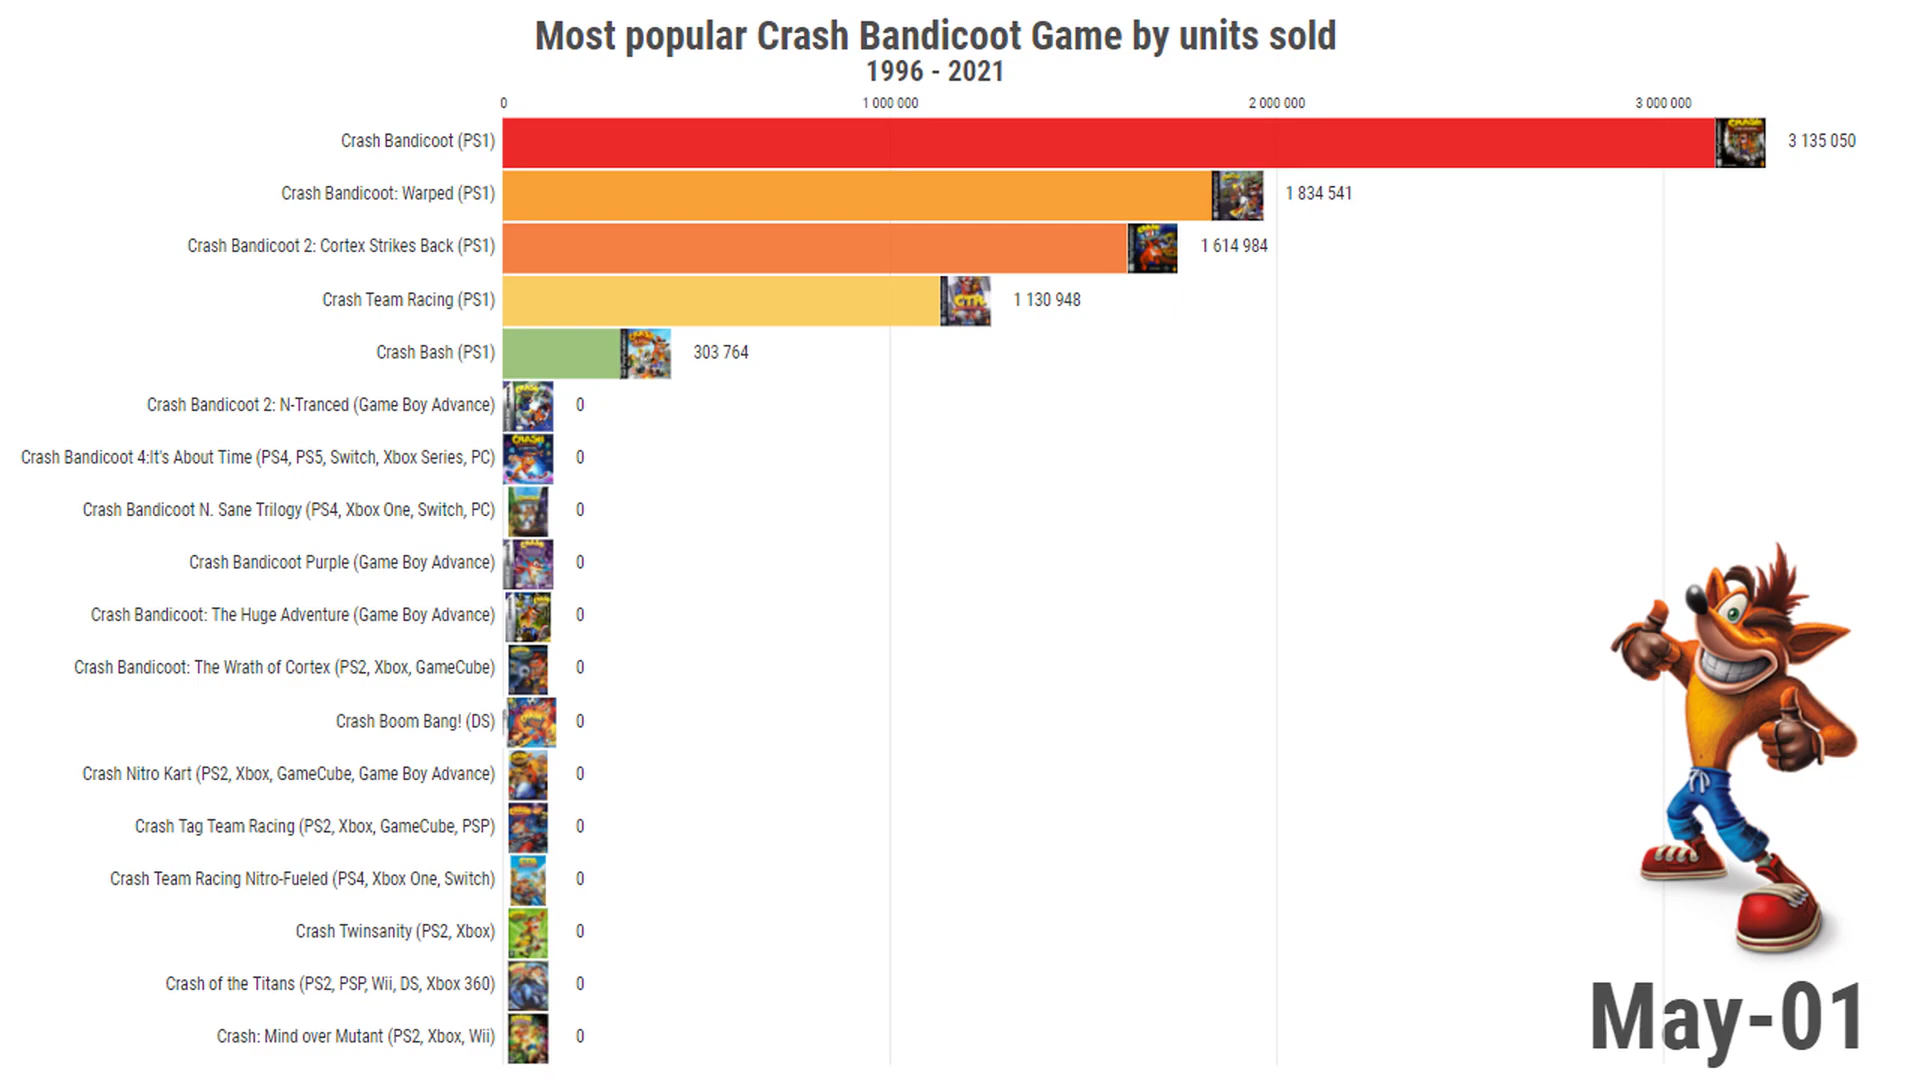 Most popular Crash Bandicoot Game by units sold
1996 - 2021
0 1 000 000 2 000 000 3 000 000
Crash Bandicoot (PS1) 3 135 050
Crash Bandicoot: Warped (PS1) 1 834 541
Crash Bandicoot 2: Cortex Strikes Back (PS1) 1 614 984
Crash Team Racing (PS1) 1 130 948
Crash Bash (PS1) 303 764
Crash Bandicoot 2: N-Tranced (Game Boy Advance) 0
Crash Bandicoot 4:It's About Time (PS4, PS5, Switch, Xbox Series, PC) 0
Crash Bandicoot N. Sane Trilogy (PS4, Xbox One, Switch, PC) 0
Crash Bandicoot Purple (Game Boy Advance) 0
Crash Bandicoot: The Huge Adventure (Game Boy Advance) 0
Crash Bandicoot: The Wrath of Cortex (PS2, Xbox, GameCube) 0
Crash Boom Bang! (DS) 0
Crash Nitro Kart (PS2, Xbox, GameCube, Game Boy Advance) 0
Crash Tag Team Racing (PS2, Xbox, GameCube, PSP) 0
Crash Team Racing Nitro-Fueled (PS4, Xbox One, Switch) 0
Crash Twinsanity (PS2, Xbox) 0
Crash of the Titans (PS2, PSP, Wii, DS, Xbox 360) 0
Crash: Mind over Mutant (PS2, Xbox, Wii) 0
May-01